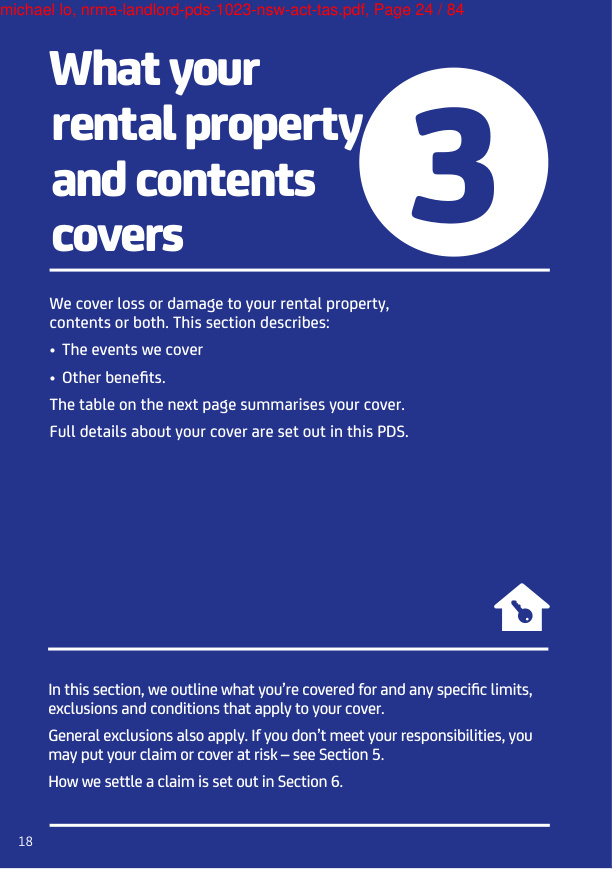 michael lo, nrma-landlord-pds-1023-nsw-act-tas.pdf, Page 24 / 84
What your
rental property
and contents
covers
3
We cover loss or damage to your rental property,
contents or both. This section describes:
• The events we cover
• Other benefits.
The table on the next page summarises your cover.
Full details about your cover are set out in this PDS.
In this section, we outline what you’re covered for and any specific limits,
exclusions and conditions that apply to your cover.
General exclusions also apply. If you don’t meet your responsibilities, you
may put your claim or cover at risk – see Section 5.
How we settle a claim is set out in Section 6.
18